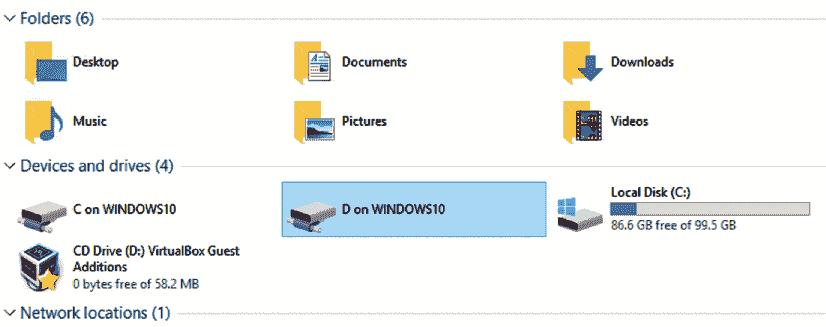 Folders (6)
Desktop
Documents
Downloads
Music
Pictures
Videos
Devices and drives (4)
C on WINDOWS10
D on WINDOWS10
Local Disk (C:)
86.6 GB free of 99.5 GB
CD Drive (D:) VirtualBox Guest
Additions
0 bytes free of 58.2 MB
Network locations (1)